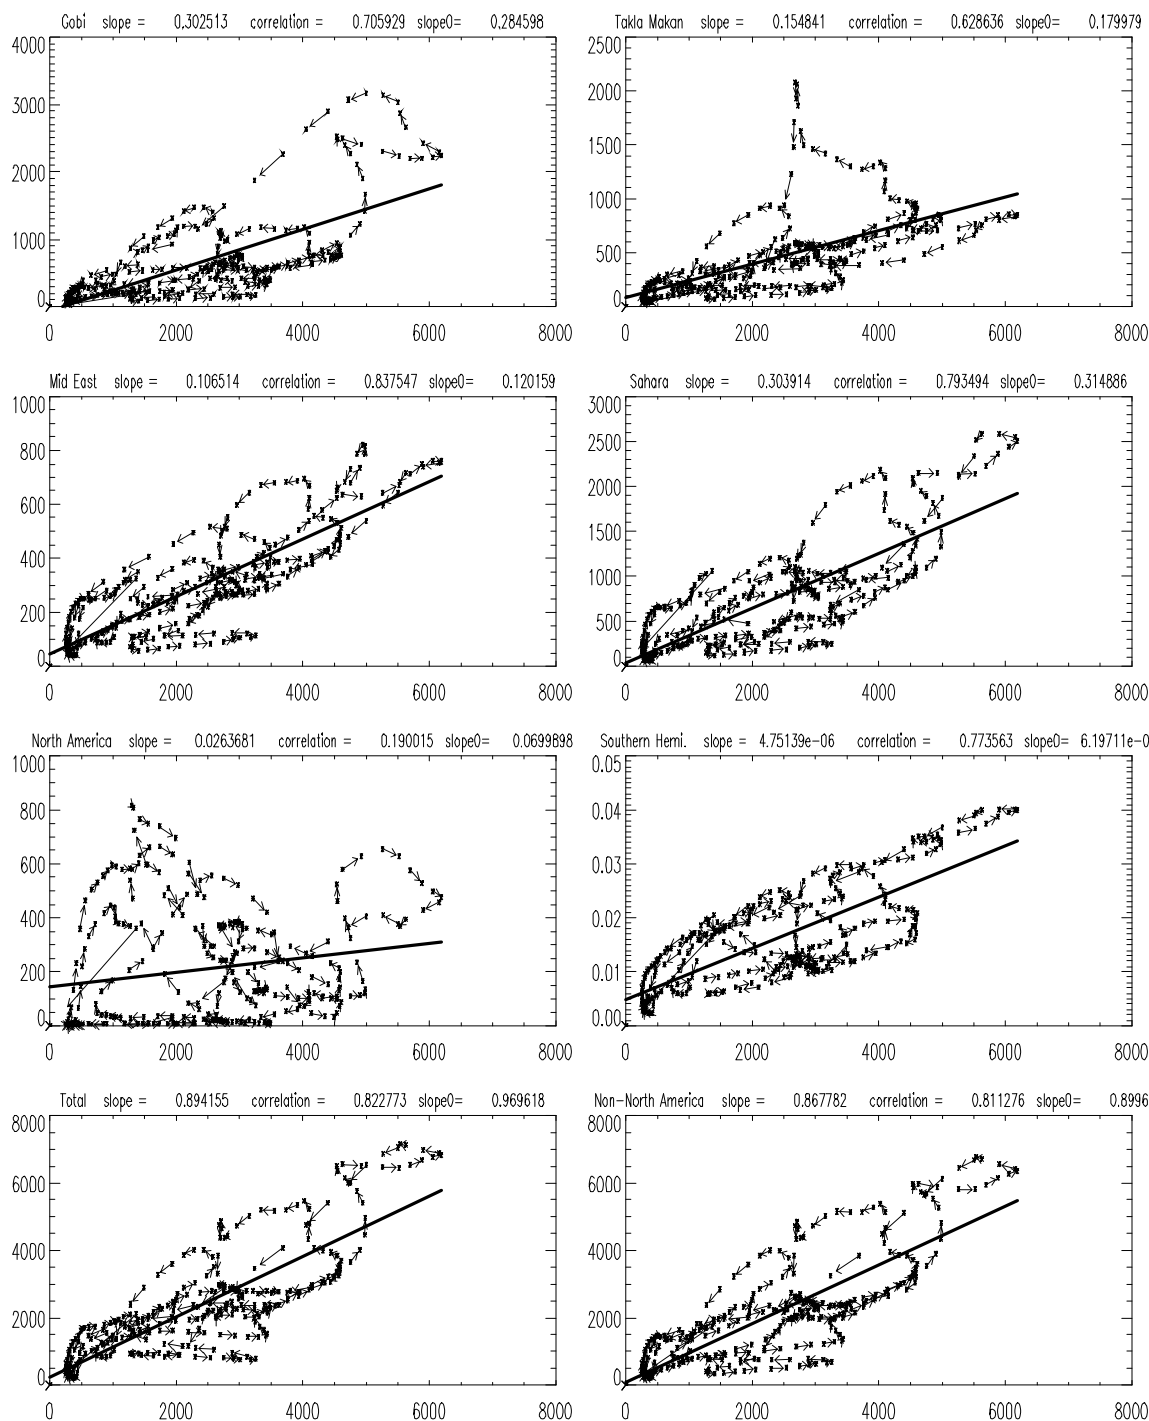 Gobi slope = 0.302513 correlation = 0.705929 slope0= 0.284598
4000
3000
2000
1000
0
0 2000 4000 6000 8000
Takla Makan slope = 0.154841 correlation = 0.628636 slope0= 0.179979
2500
2000
1500
1000
500
0
0 2000 4000 6000 8000
Mid East slope = 0.106514 correlation = 0.837547 slope0= 0.120159
1000
800
600
400
200
0
0 2000 4000 6000 8000
Sahara slope = 0.303914 correlation = 0.793494 slope0= 0.314886
3000
2500
2000
1500
1000
500
0
0 2000 4000 6000 8000
North America slope = 0.0263681 correlation = 0.190015 slope0= 0.0699898
1000
800
600
400
200
0
0 2000 4000 6000 8000
Southern Hemi. slope = 4.75139e-06 correlation = 0.773563 slope0= 6.19711e-0
0.05
0.04
0.03
0.02
0.01
0.00
0 2000 4000 6000 8000
Total slope = 0.894155 correlation = 0.822773 slope0= 0.969618
8000
6000
4000
2000
0
0 2000 4000 6000 8000
Non-North America slope = 0.867782 correlation = 0.811276 slope0= 0.8996
8000
6000
4000
2000
0
0 2000 4000 6000 8000